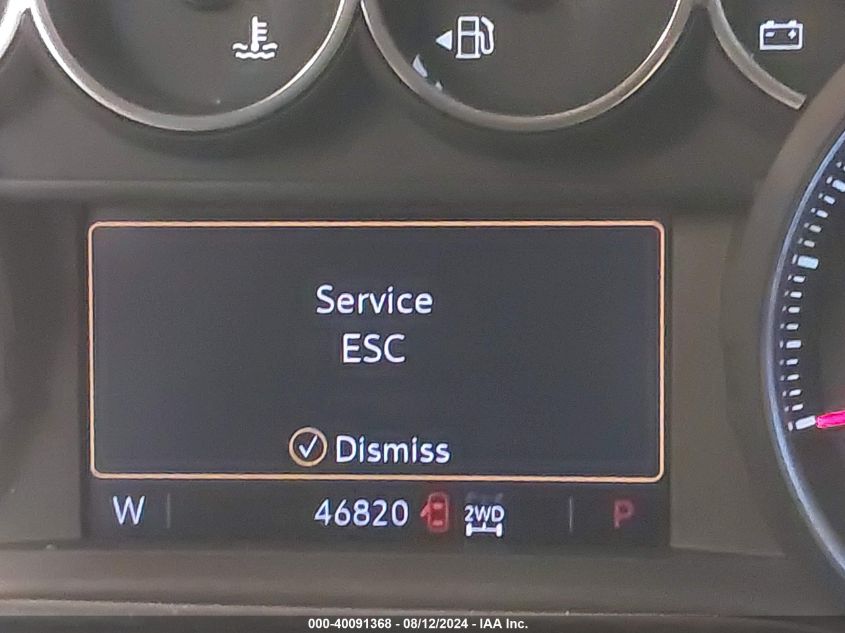 Service
ESC
Dismiss
W 46820 2WD P
000-40091368 - 08/12/2024 - IAA Inc.